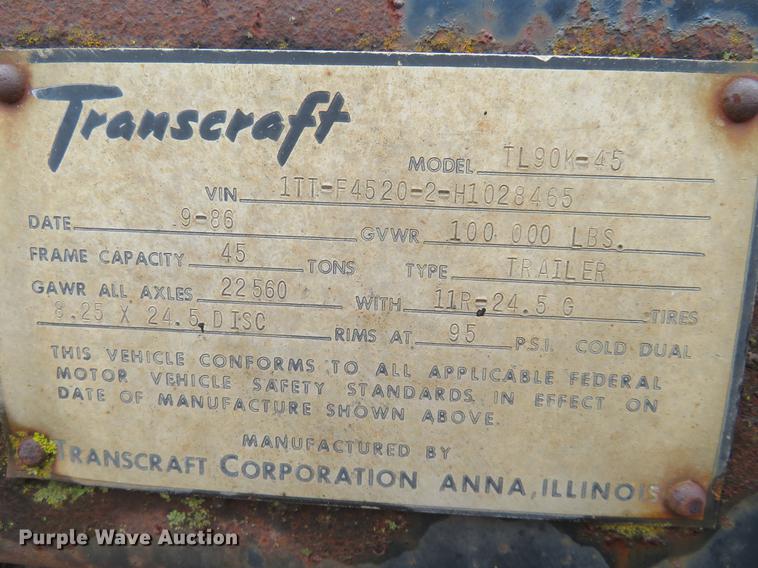 Transcraft
MODEL TL90K-45
VIN 1TT-F4520-2-H1028465
DATE 9-86 GVWR 100 000 LBS.
FRAME CAPACITY 45 TONS TYPE TRAILER
GAWR ALL AXLES 22560 WITH 11R-24.5 G TIRES
8.25 X 24.5 DISC RIMS AT 95 P.S.I. COLD DUAL
THIS VEHICLE CONFORMS TO ALL APPLICABLE FEDERAL
MOTOR VEHICLE SAFETY STANDARDS IN EFFECT ON
DATE OF MANUFACTURE SHOWN ABOVE.
MANUFACTURED BY
TRANSCRAFT CORPORATION ANNA, ILLINOIS
Purple Wave Auction®